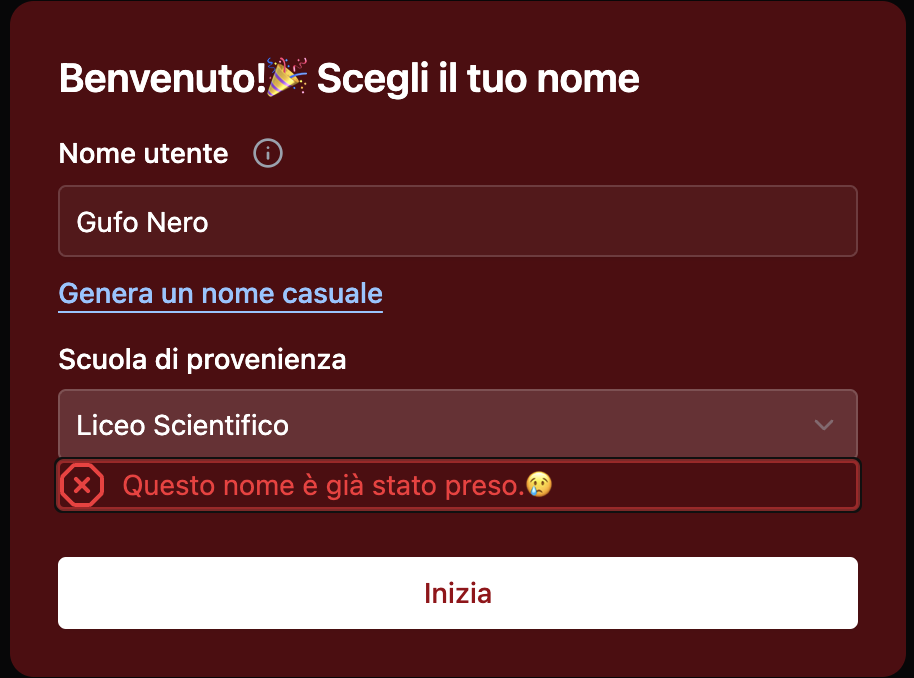 Benvenuto!🎉 Scegli il tuo nome
Nome utente
Gufo Nero
Genera un nome casuale
Scuola di provenienza
Liceo Scientifico
Questo nome è già stato preso.😢
Inizia